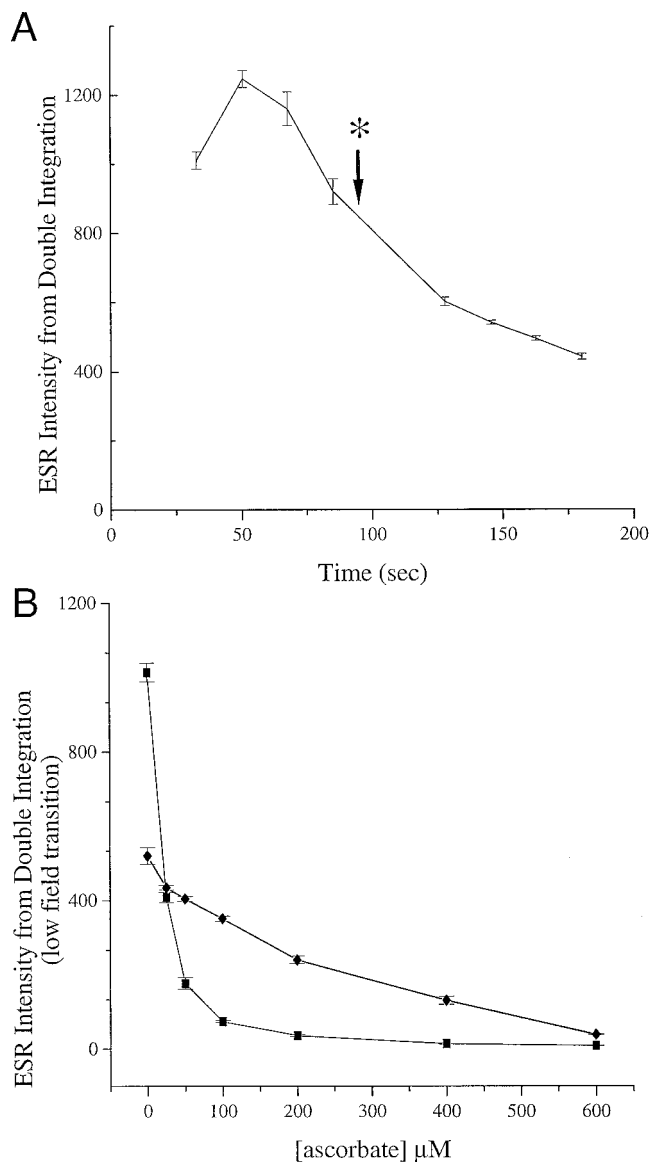 A
ESR Intensity from Double Integration
1200
800
400
0
*
0 50 100 150 200
Time (sec)
B
ESR Intensity from Double Integration
(low field transition)
1200
800
400
0
0 100 200 300 400 500 600
[ascorbate] μM